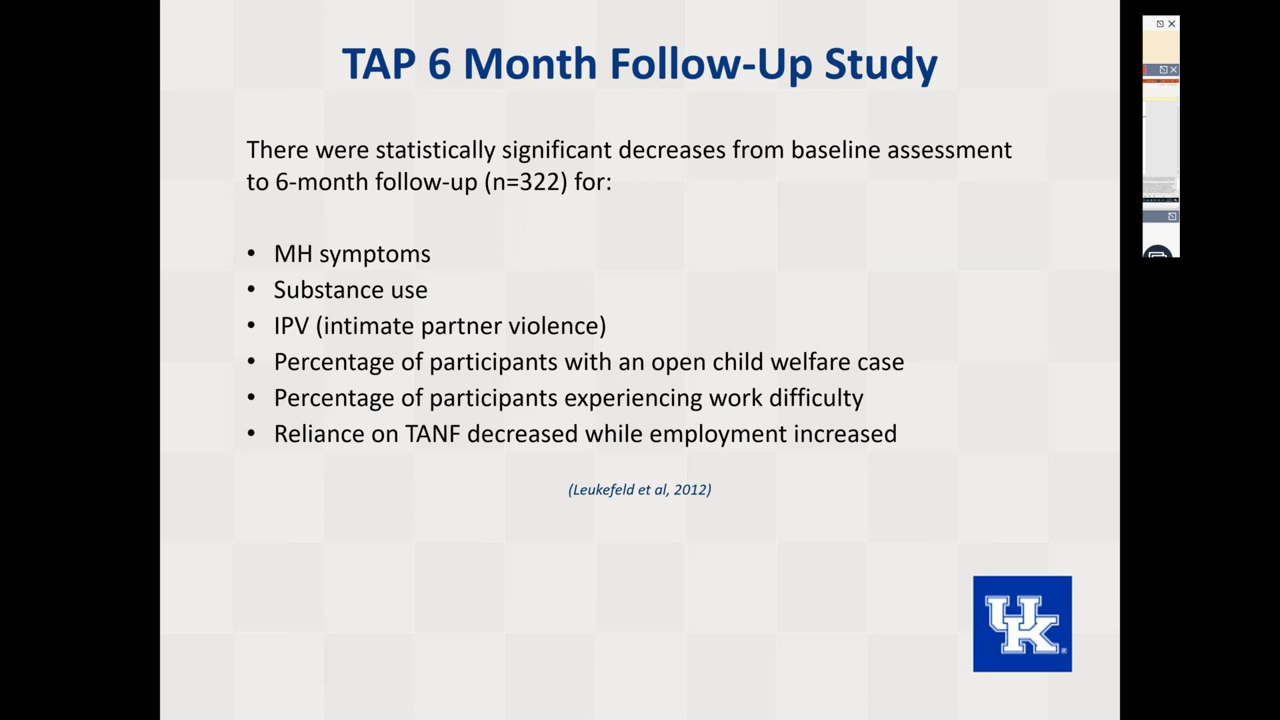 TAP 6 Month Follow-Up Study
There were statistically significant decreases from baseline assessment
to 6-month follow-up (n=322) for:
• MH symptoms
• Substance use
• IPV (intimate partner violence)
• Percentage of participants with an open child welfare case
• Percentage of participants experiencing work difficulty
• Reliance on TANF decreased while employment increased
(Leukefeld et al, 2012)
UK
®